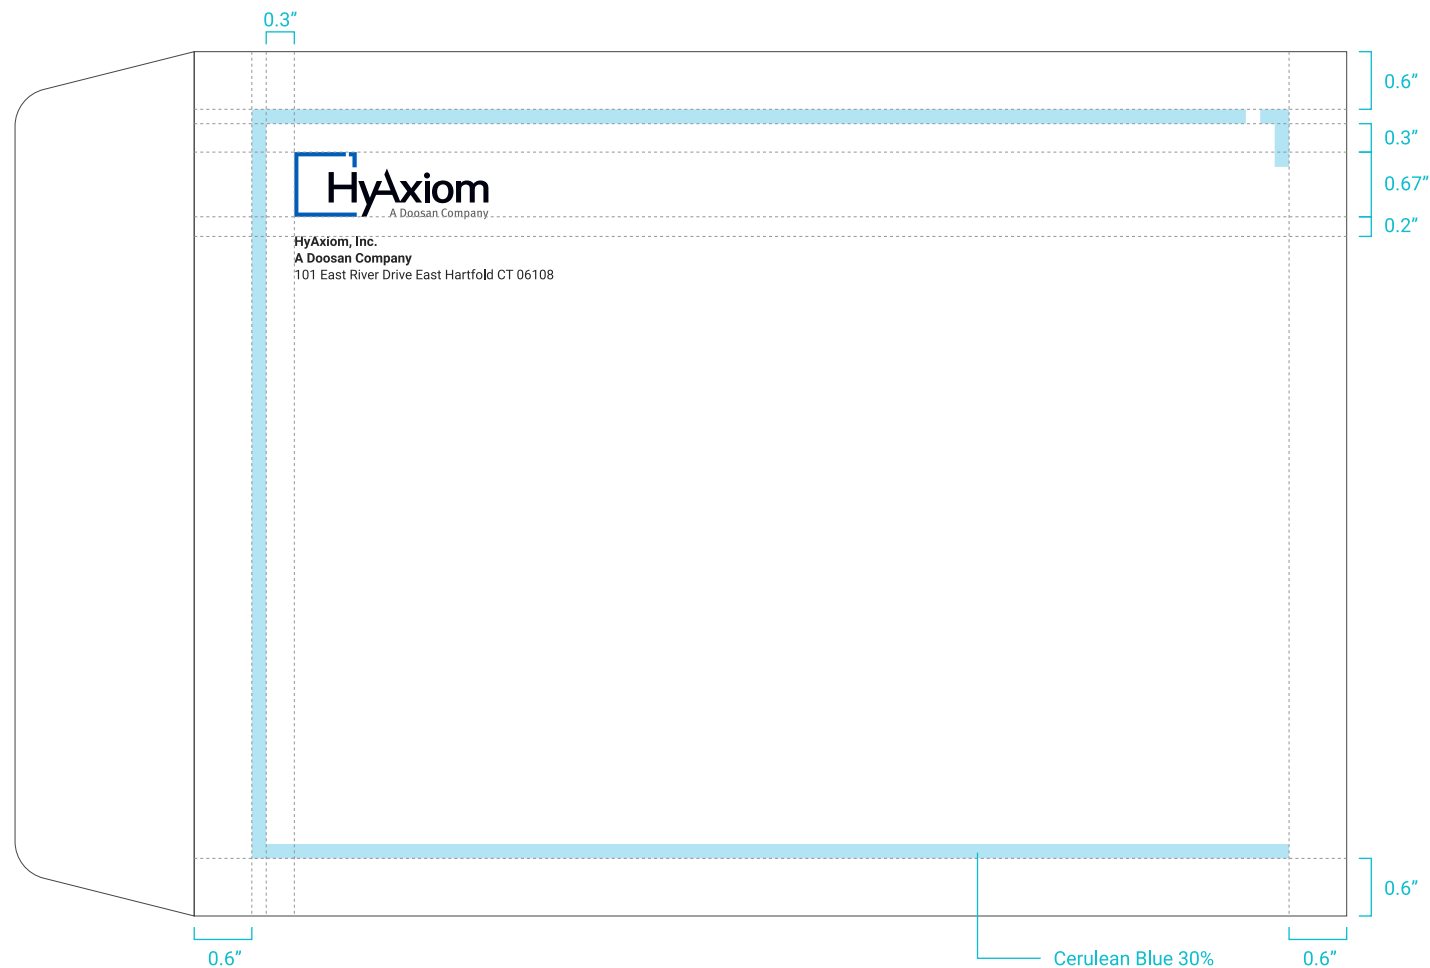 0.3”
0.6”
0.3”
HyAxiom
0.67”
A Doosan Company
0.2”
HyAxiom, Inc.
A Doosan Company
101 East River Drive East Hartfold CT 06108
0.6”
0.6”
Cerulean Blue 30%
0.6”